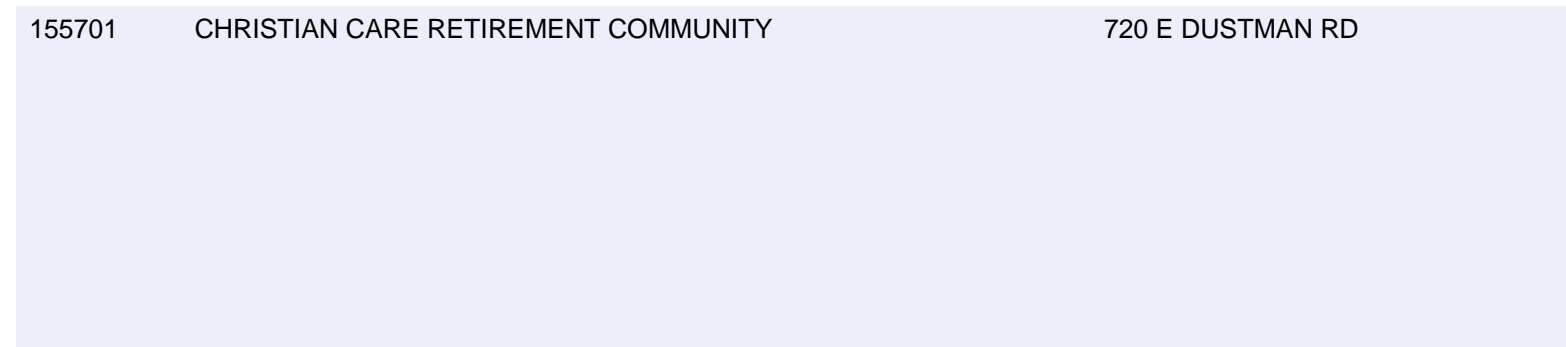 155701 CHRISTIAN CARE RETIREMENT COMMUNITY 720 E DUSTMAN RD